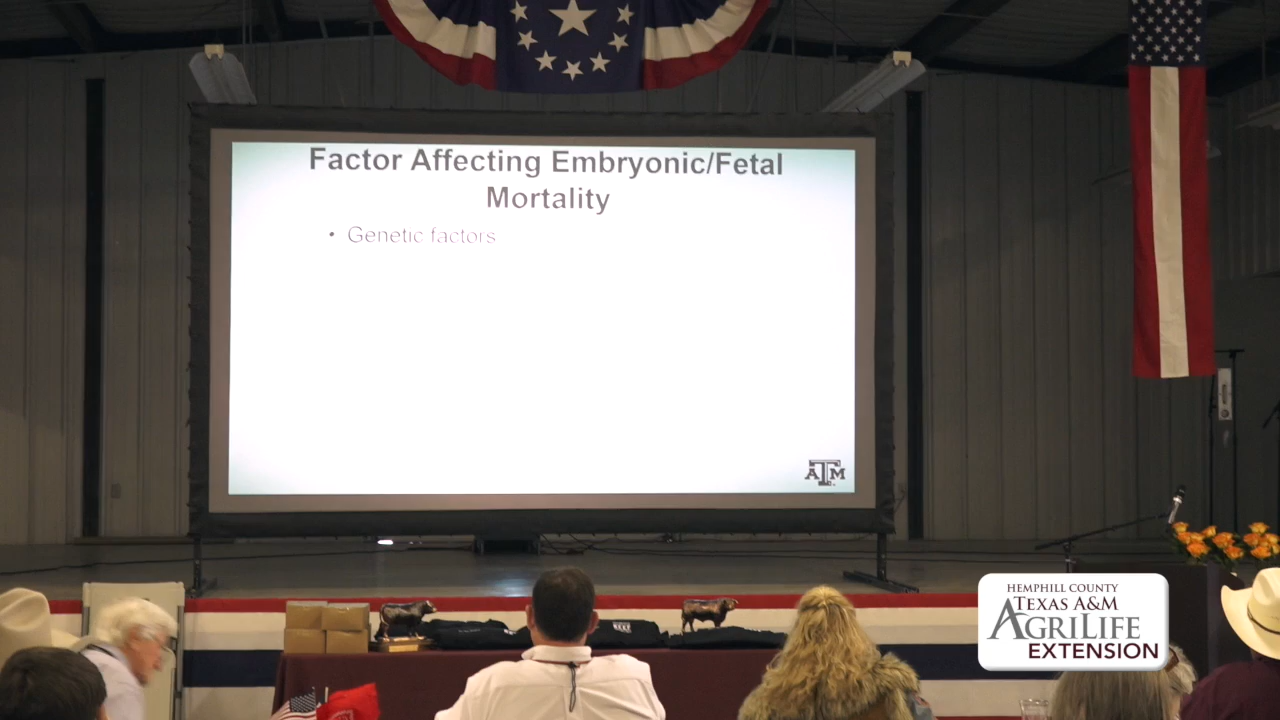 Factor Affecting Embryonic/Fetal
Mortality
• Genetic factors
ATM
HEMPHILL COUNTY
TEXAS A&M
AGRILIFE
EXTENSION